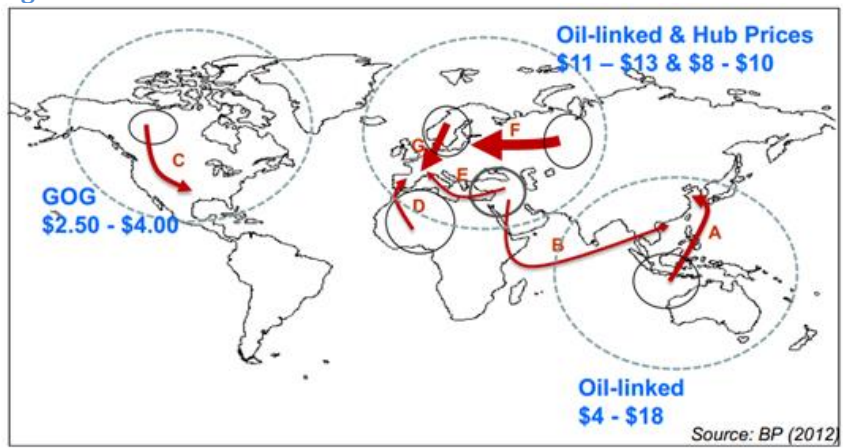 Oil-linked & Hub Prices
$11 – $13 & $8 - $10
F
G
C
E
GOG
$2.50 - $4.00
D
B
A
Oil-linked
$4 - $18
Source: BP (2012)